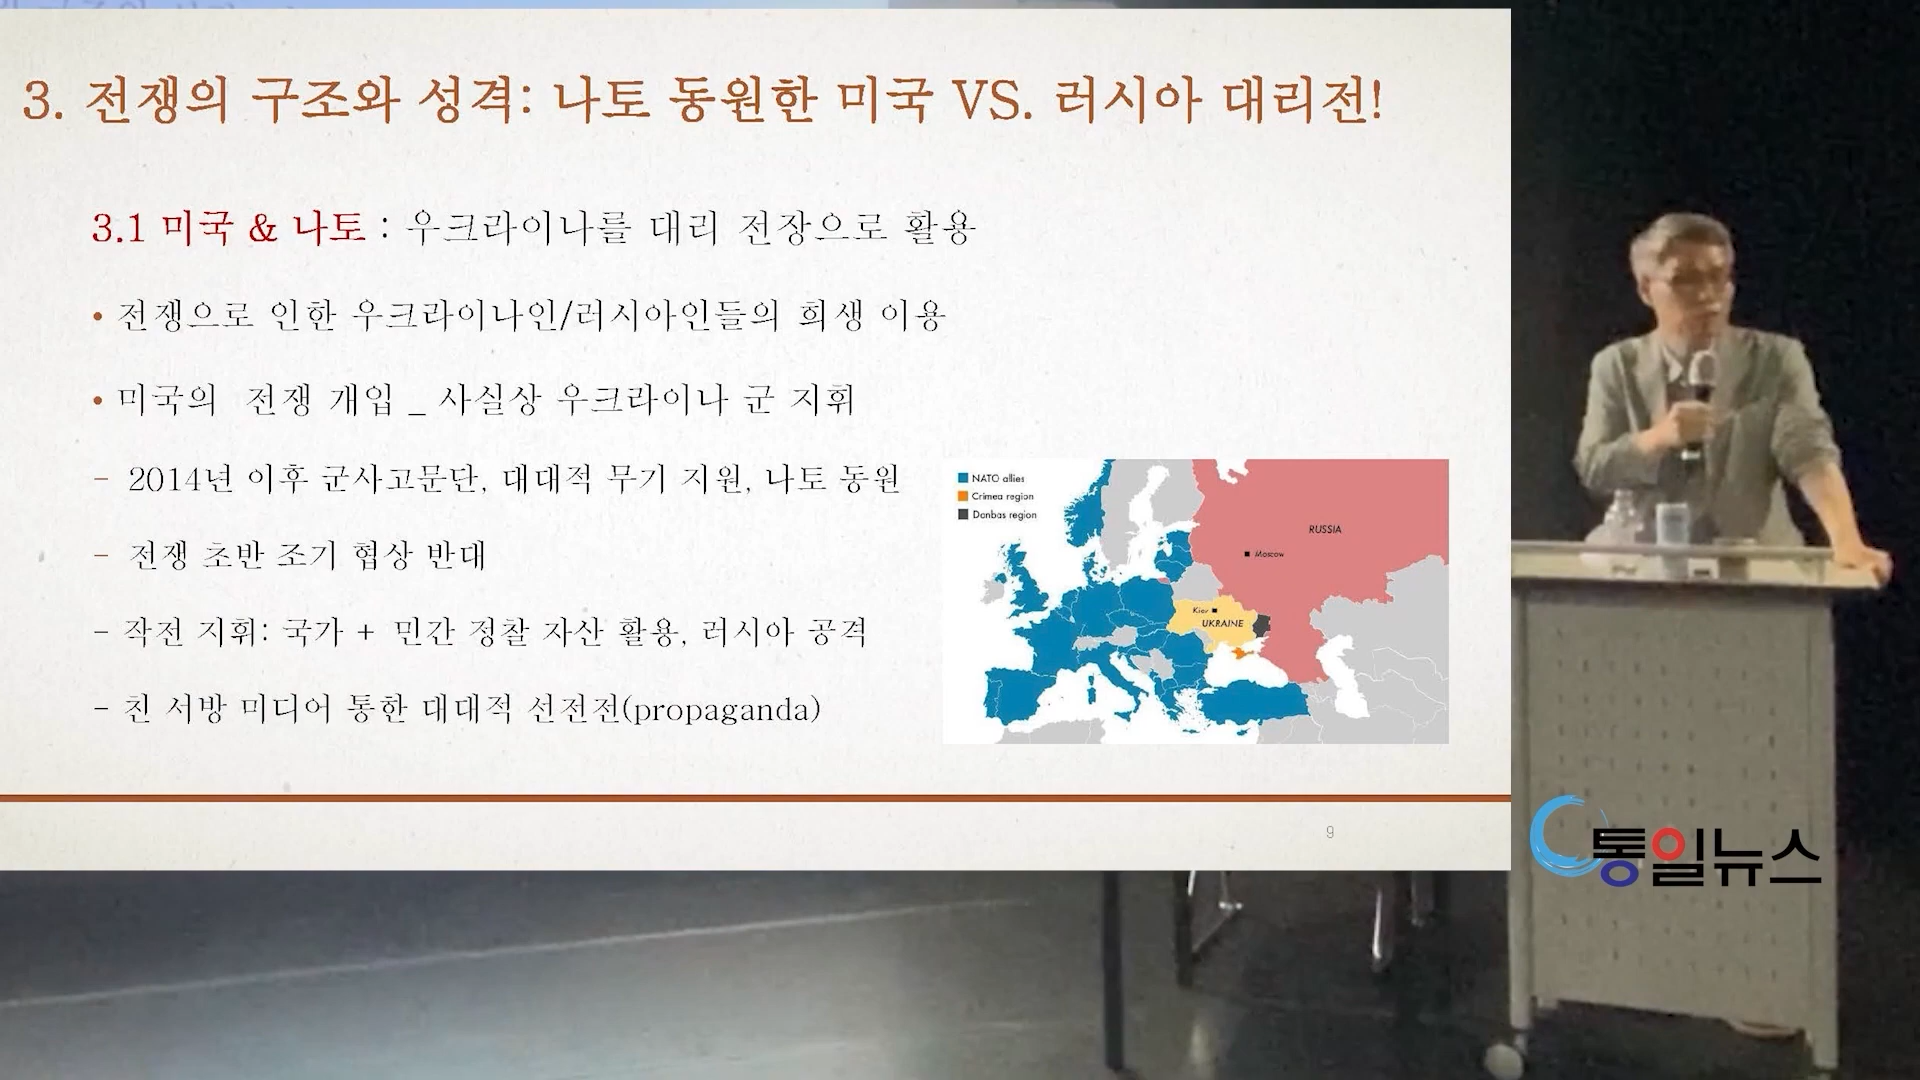 3. 전쟁의 구조와 성격: 나토 동원한 미국 VS. 러시아 대리전!
3.1 미국 & 나토 : 우크라이나를 대리 전장으로 활용
• 전쟁으로 인한 우크라이나인/러시아인들의 희생 이용
• 미국의 전쟁 개입 _ 사실상 우크라이나 군 지휘
- 2014년 이후 군사고문단, 대대적 무기 지원, 나토 동원
- 전쟁 초반 조기 협상 반대
- 작전 지휘: 국가 + 민간 정찰 자산 활용, 러시아 공격
- 친 서방 미디어 통한 대대적 선전전(propaganda)
NATO allies
Crimea region
Donbas region
RUSSIA
Moscow
Kiev
UKRAINE
9
통일뉴스